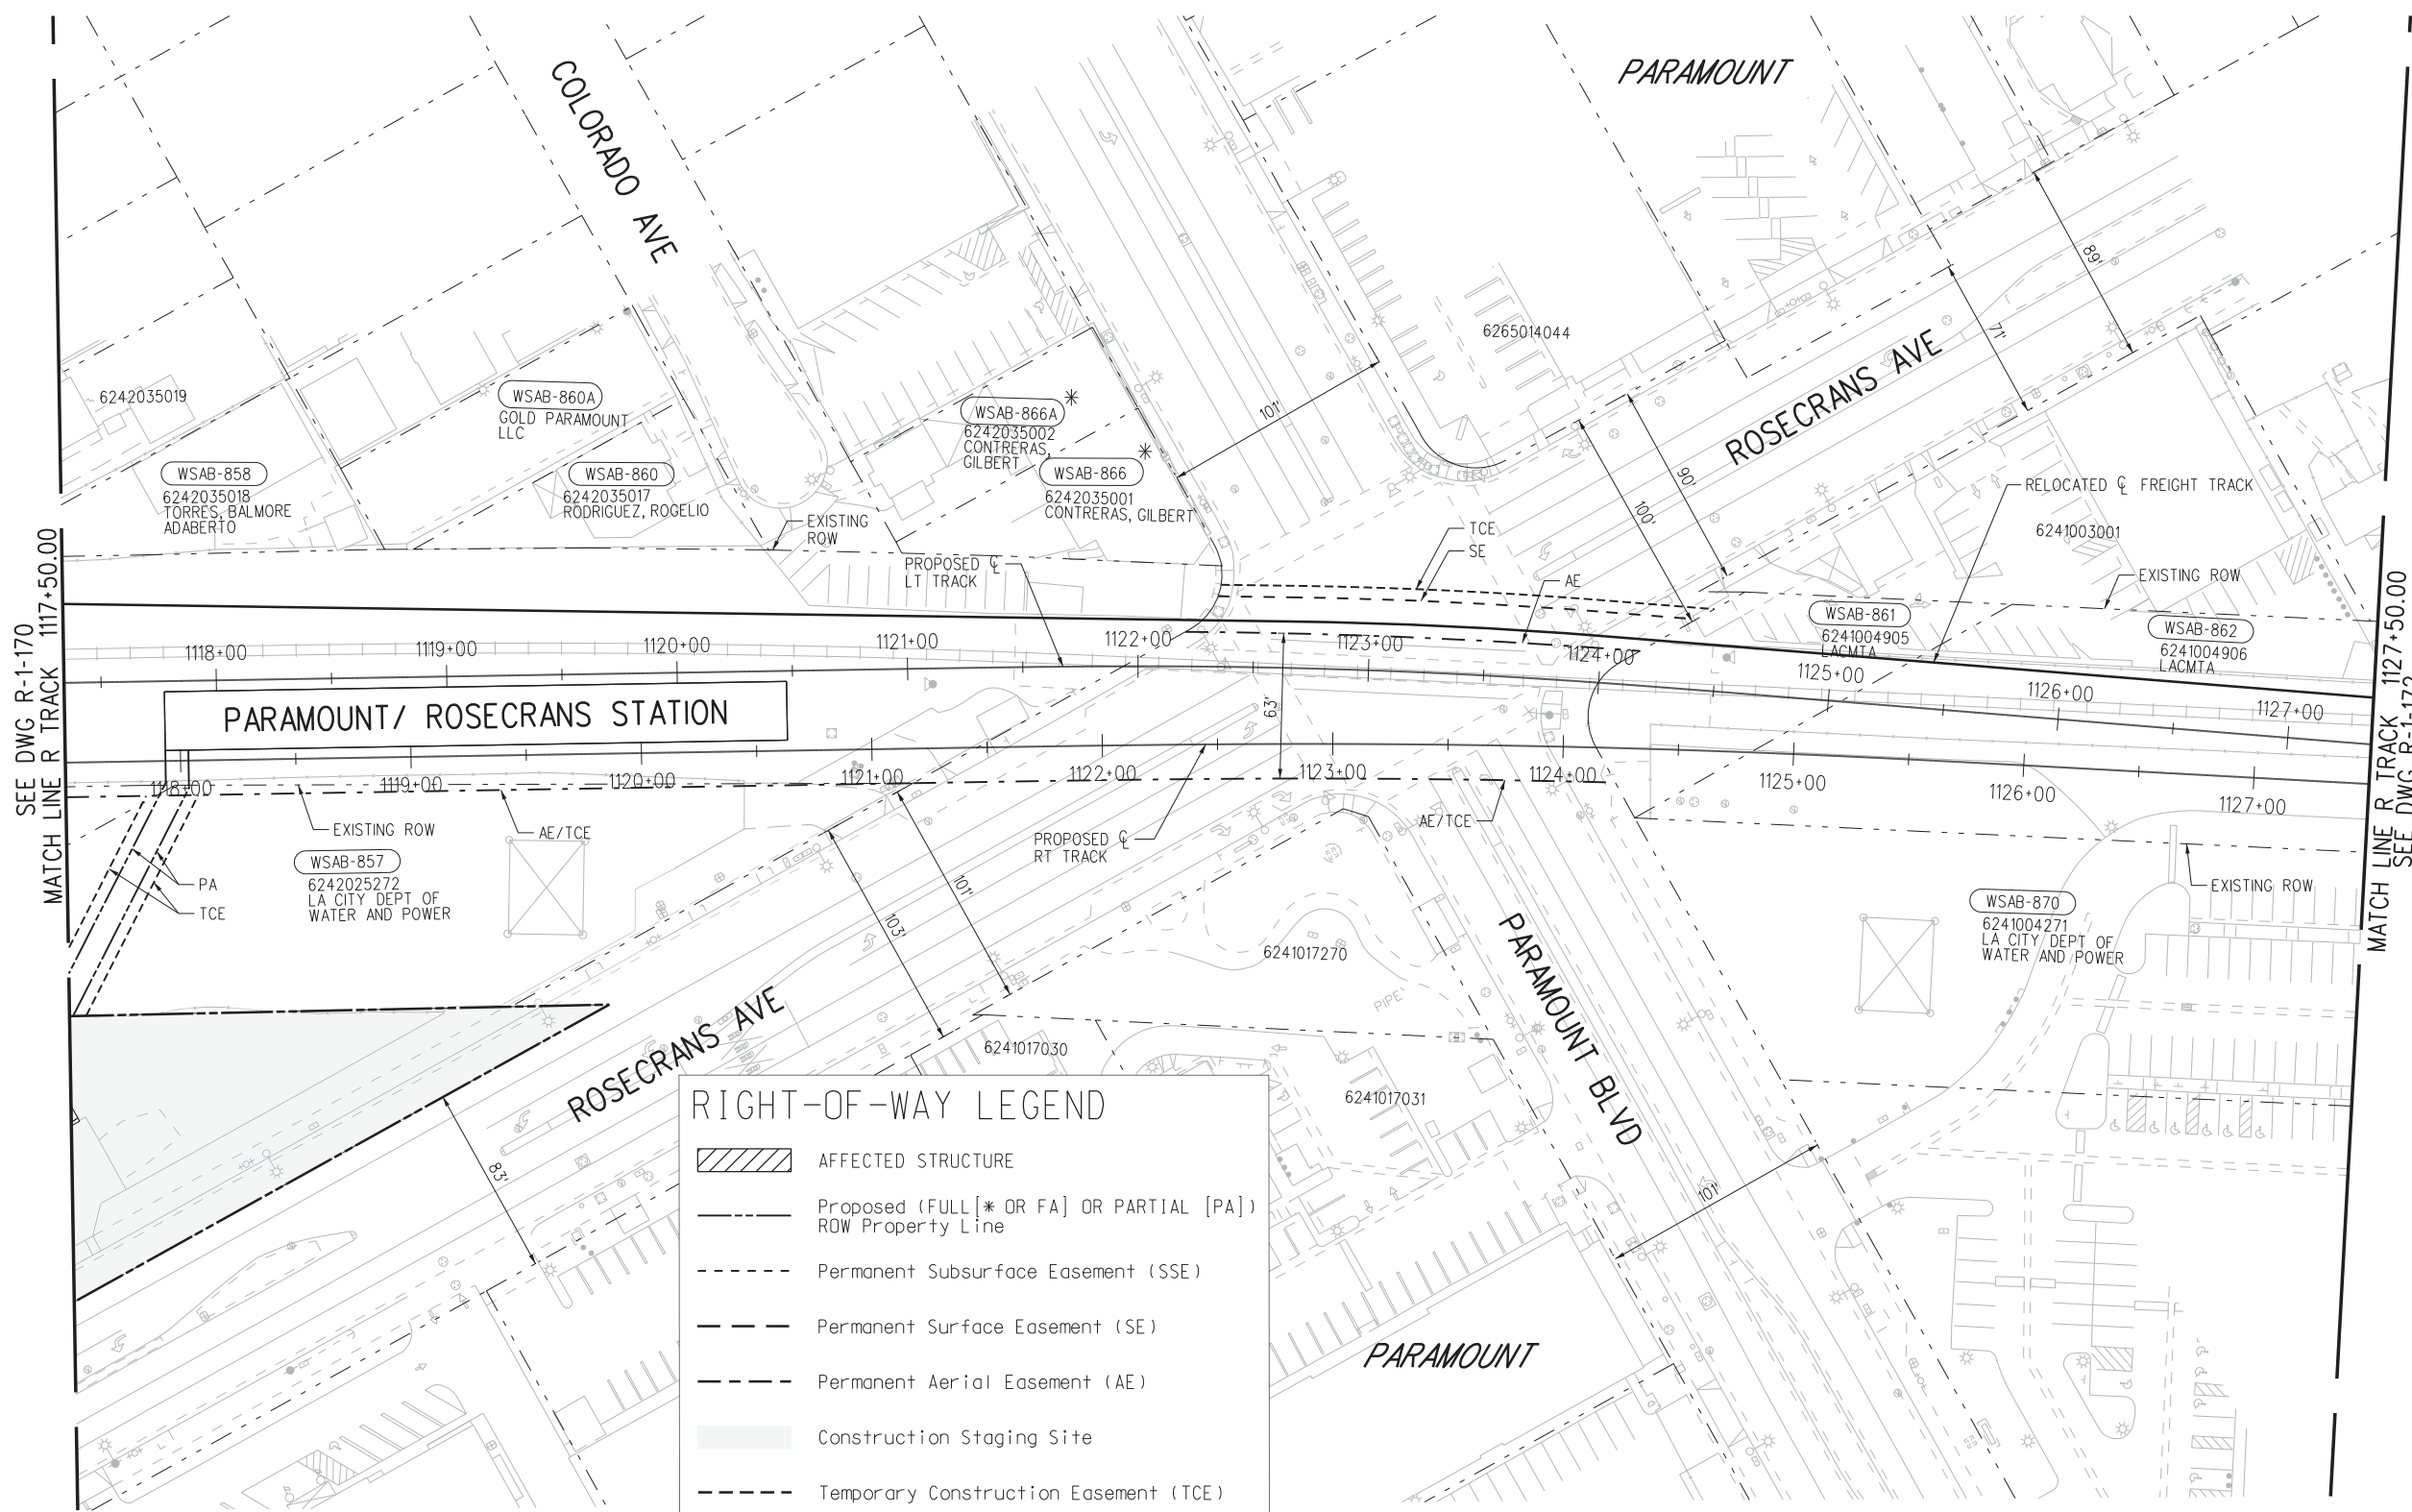 PARAMOUNT
COLORADO AVE
89'
71'
6265014044
6242035019
WSAB-860A
GOLD PARAMOUNT
LLC
WSAB-866A
*
6242035002
CONTRERAS,
GILBERT
101'
ROSECRANS AVE
WSAB-858
6242035018
TORRES, BALMORE
ADABERTO
WSAB-860
6242035017
RODRIGUEZ, ROGELIO
*
WSAB-866
6242035001
CONTRERAS, GILBERT
90'
100'
RELOCATED ℄ FREIGHT TRACK
6241003001
EXISTING
ROW
TCE
SE
AE
PROPOSED ℄
LT TRACK
EXISTING ROW
WSAB-861
6241004905
LACMTA
WSAB-862
6241004906
LACMTA
SEE DWG R-1-170
MATCH LINE R TRACK 1117+50.00
1118+00
1119+00
1120+00
1121+00
1122+00
1123+00
1124+00
1125+00
1126+00
1127+00
MATCH LINE R TRACK 1127+50.00
SEE DWG R-1-172
PARAMOUNT/ ROSECRANS STATION
63'
1118+00
1119+00
1120+00
1121+00
1122+00
1123+00
1124+00
1125+00
1126+00
1127+00
EXISTING ROW
AE/TCE
PROPOSED ℄
RT TRACK
AE/TCE
WSAB-857
6242025272
LA CITY DEPT OF
WATER AND POWER
PA
TCE
101'
103'
EXISTING ROW
WSAB-870
6241004271
LA CITY DEPT OF
WATER AND POWER
6241017270
PIPE
PARAMOUNT BLVD
ROSECRANS AVE
6241017030
6241017031
83'
101'
RIGHT-OF-WAY LEGEND
AFFECTED STRUCTURE
Proposed (FULL[* OR FA] OR PARTIAL [PA])
ROW Property Line
Permanent Subsurface Easement (SSE)
Permanent Surface Easement (SE)
Permanent Aerial Easement (AE)
Construction Staging Site
Temporary Construction Easement (TCE)
PARAMOUNT